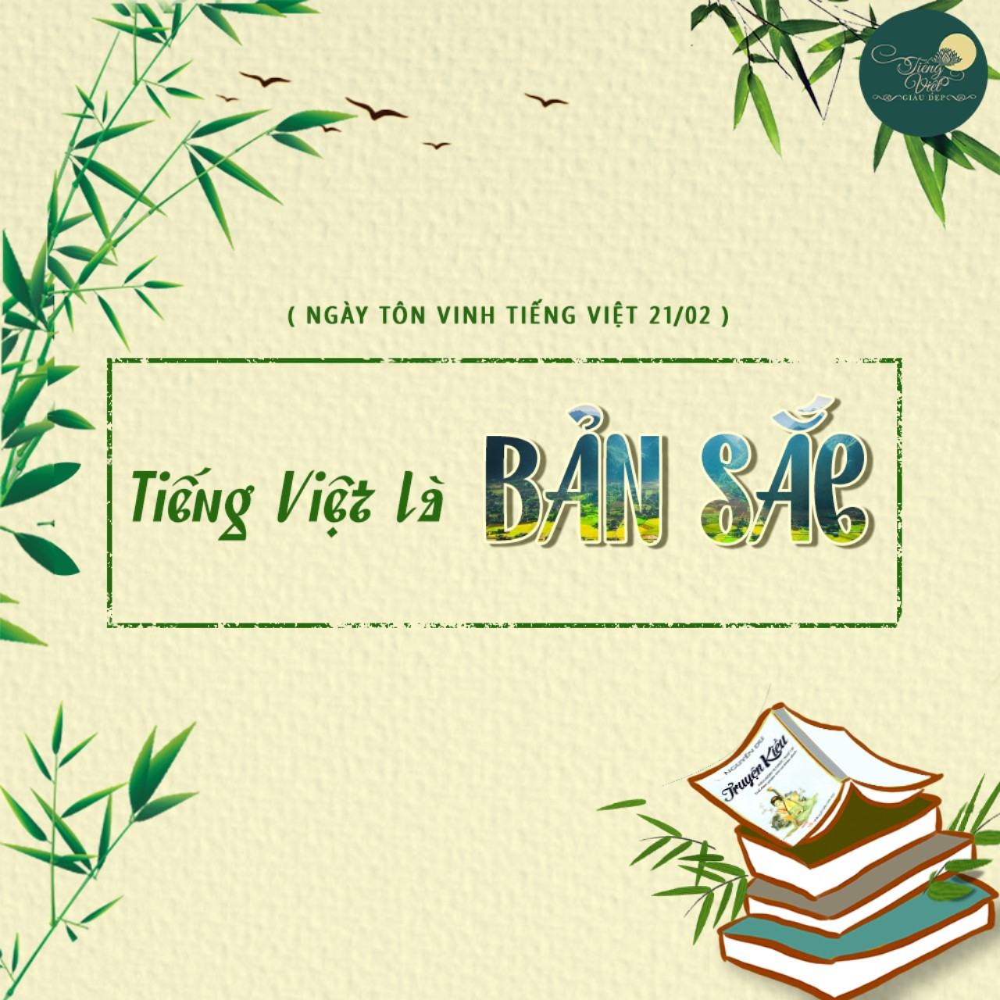 Tiếng
Việt
GIÀU ĐẸP
( NGÀY TÔN VINH TIẾNG VIỆT 21/02 )
Tiếng Việt là BẢN SẮC
NGUYỄN DU
Truyện Kiều